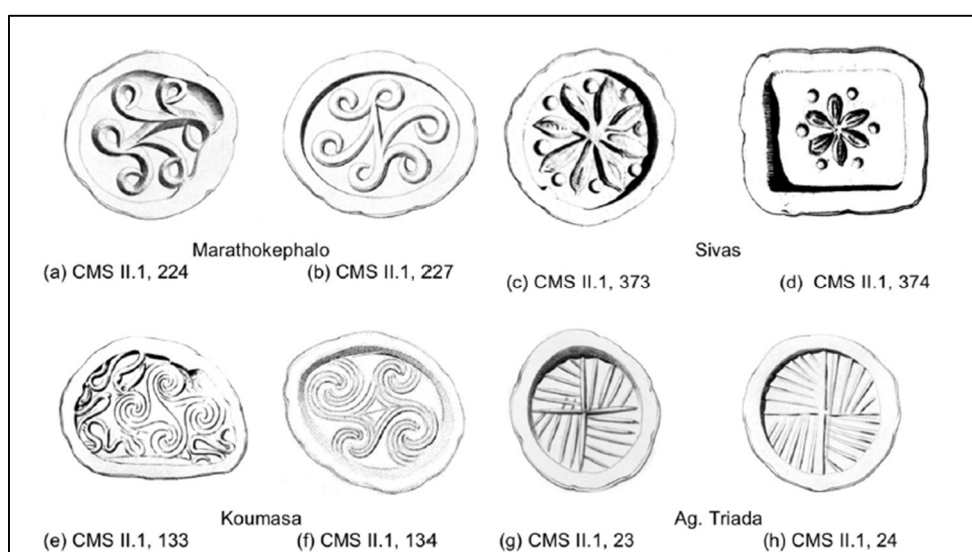 Marathokephalo
Sivas
(a) CMS II.1, 224
(b) CMS II.1, 227
(c) CMS II.1, 373
(d) CMS II.1, 374
Koumasa
Ag. Triada
(e) CMS II.1, 133
(f) CMS II.1, 134
(g) CMS II.1, 23
(h) CMS II.1, 24